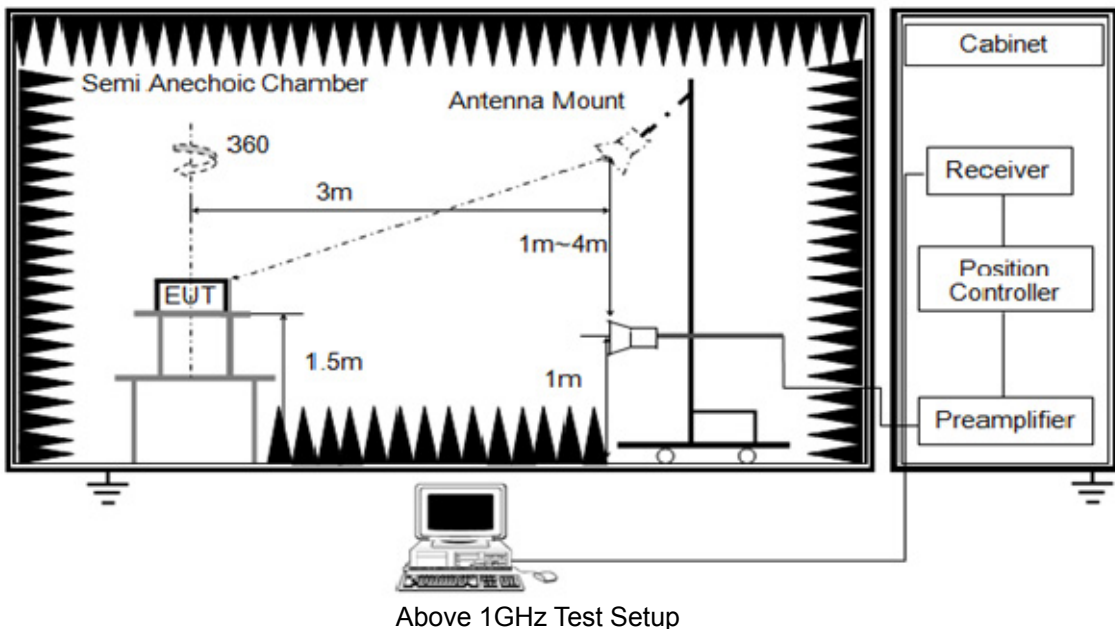 Cabinet
Semi Anechoic Chamber
Antenna Mount
360
Receiver
3m
1m~4m
Position
Controller
EUT
1.5m
1m
Preamplifier
Above 1GHz Test Setup